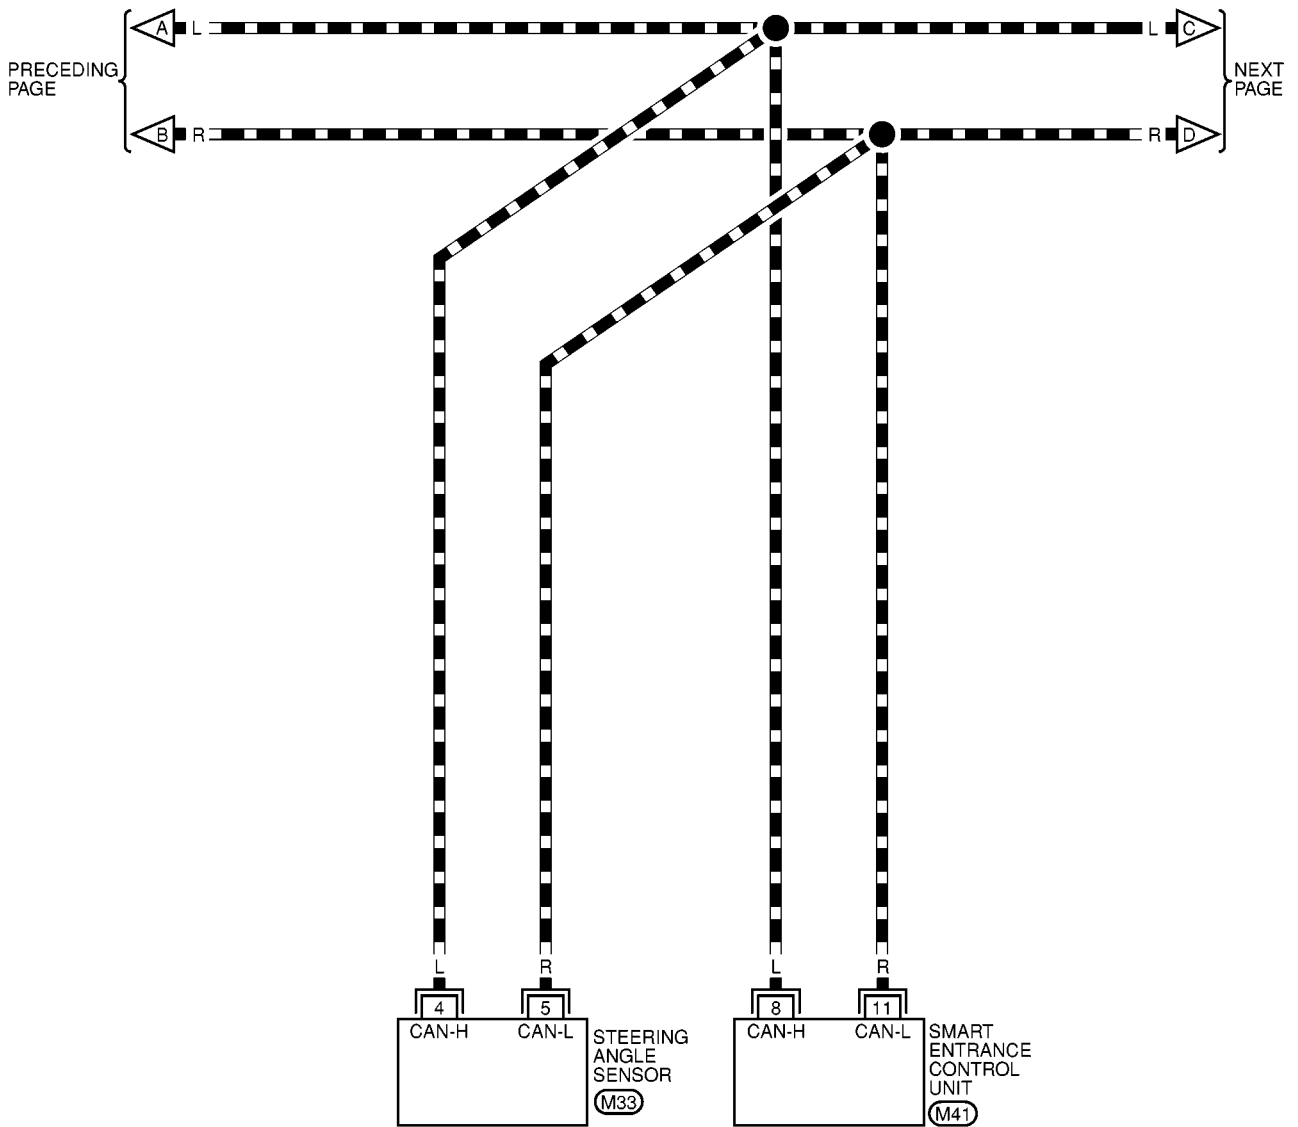 A L
L C
PRECEDING
PAGE
NEXT
PAGE
B R
R D
L
R
L
R
4
5
8
11
CAN-H
CAN-L
CAN-H
CAN-L
STEERING
ANGLE
SENSOR
M33
SMART
ENTRANCE
CONTROL
UNIT
M41